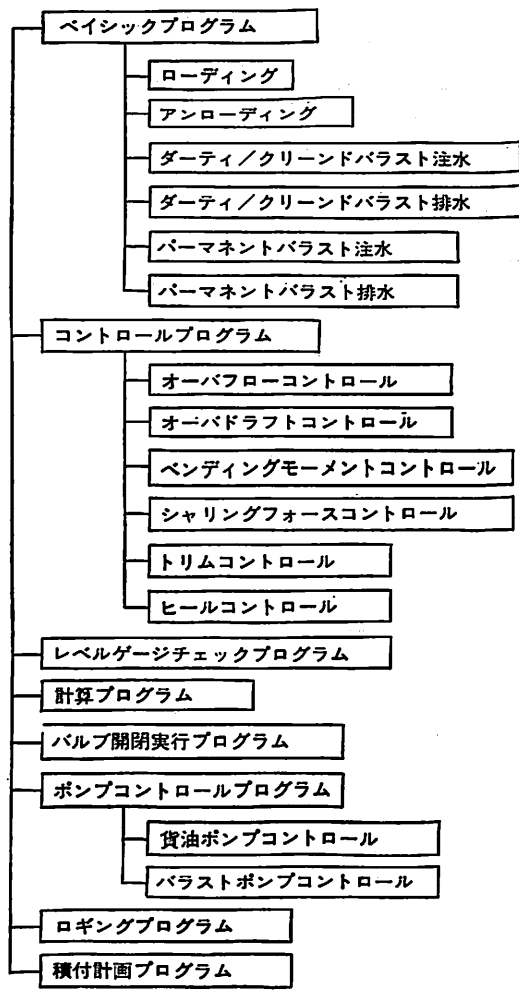 ベイシックプログラム
ローディング
アンローディング
ダーティ/クリーンドバラスト注水
ダーティ/クリーンドバラスト排水
パーマネントバラスト注水
パーマネントバラスト排水
コントロールプログラム
オーバフローコントロール
オーバドラフトコントロール
ベンディングモーメントコントロール
シャリングフォースコントロール
トリムコントロール
ヒールコントロール
レベルゲージチェックプログラム
計算プログラム
バルブ開閉実行プログラム
ポンプコントロールプログラム
貨油ポンプコントロール
バラストポンプコントロール
ロギングプログラム
積付計画プログラム